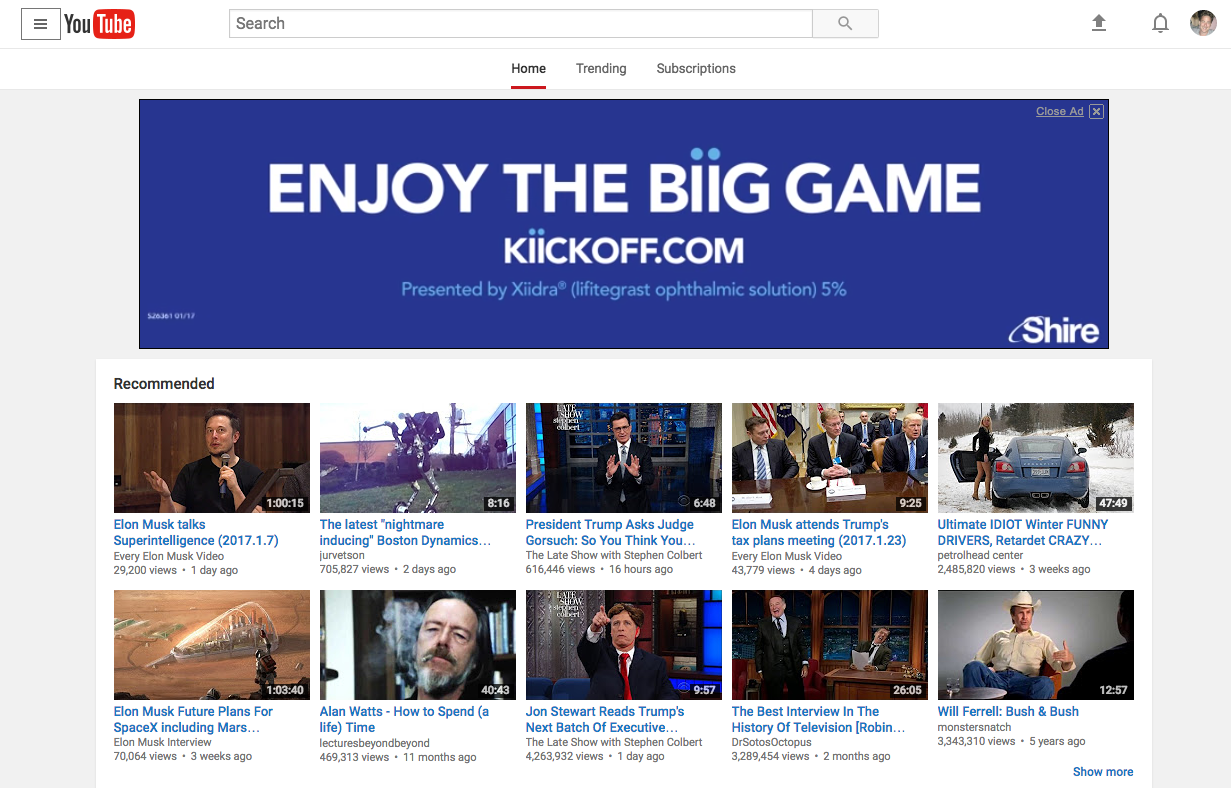 YouTube
Search
Home
Trending
Subscriptions
Close Ad
ENJOY THE BiiG GAME
KiiCKOFF.COM
Presented by Xiidra® (lifitegrast ophthalmic solution) 5%
S26361 01/17
Shire
Recommended
1:00:15
Elon Musk talks
Superintelligence (2017.1.7)
Every Elon Musk Video
29,200 views • 1 day ago
8:16
The latest "nightmare
inducing" Boston Dynamics…
jurvetson
705,827 views • 2 days ago
LATE SHOW
stephen
colbert
6:48
President Trump Asks Judge
Gorsuch: So You Think You…
The Late Show with Stephen Colbert
616,446 views • 16 hours ago
9:25
Elon Musk attends Trump's
tax plans meeting (2017.1.23)
Every Elon Musk Video
43,779 views • 4 days ago
47:49
Ultimate IDIOT Winter FUNNY
DRIVERS, Retardet CRAZY…
petrolhead center
2,485,820 views • 3 weeks ago
1:03:40
Elon Musk Future Plans For
SpaceX including Mars…
Elon Musk Interview
70,064 views • 3 weeks ago
40:43
Alan Watts - How to Spend (a
life) Time
lecturesbeyondbeyond
469,313 views • 11 months ago
LATE SHOW
stephen
colbert
9:57
Jon Stewart Reads Trump's
Next Batch Of Executive…
The Late Show with Stephen Colbert
4,263,932 views • 1 day ago
26:05
The Best Interview In The
History Of Television [Robin…
DrSotosOctopus
3,289,454 views • 2 months ago
12:57
Will Ferrell: Bush & Bush
monstersnatch
3,343,310 views • 5 years ago
Show more